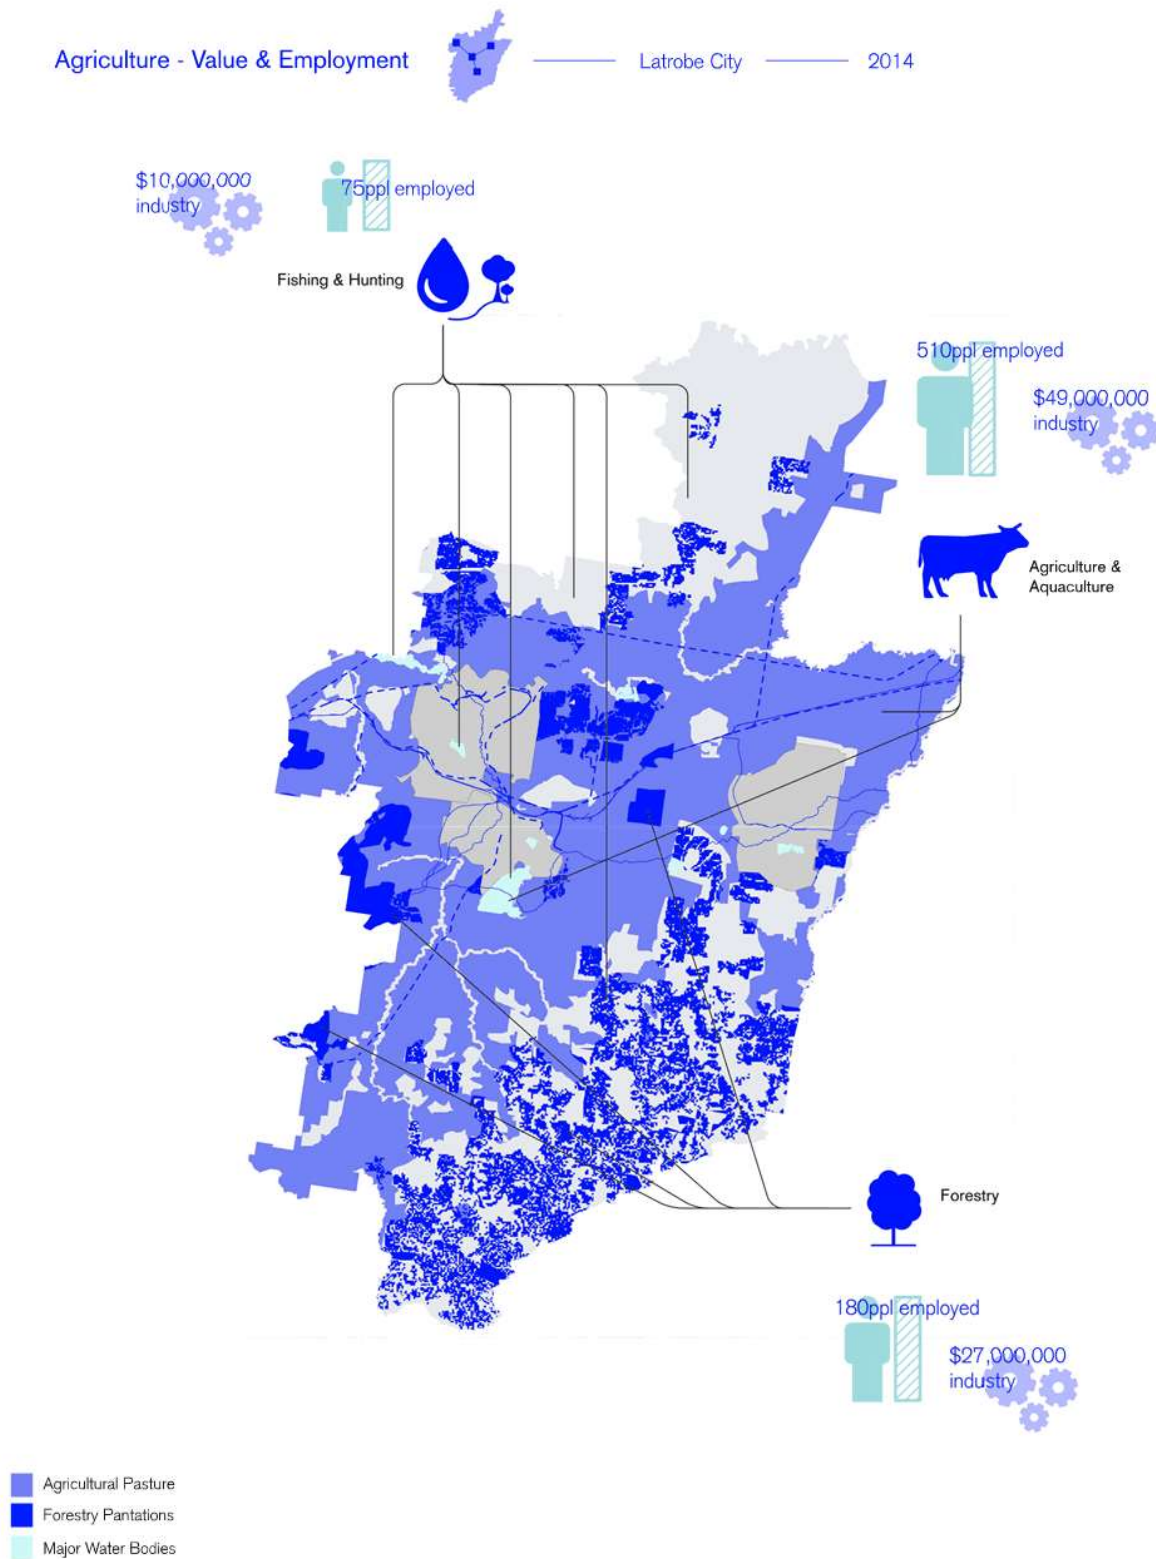 Agriculture - Value & Employment
Latrobe City
2014
$10,000,000
industry
75ppl employed
Fishing & Hunting
510ppl employed
$49,000,000
industry
Agriculture &
Aquaculture
Forestry
180ppl employed
$27,000,000
industry
Agricultural Pasture
Forestry Pantations
Major Water Bodies